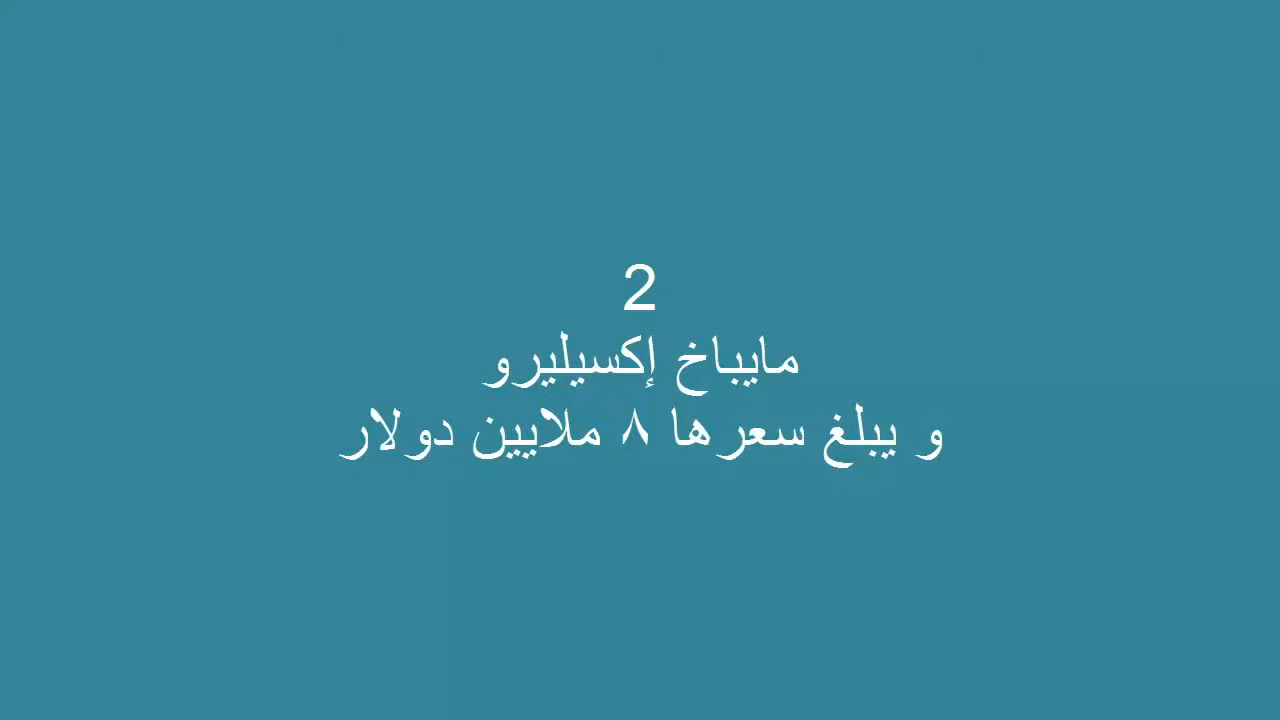 2
مايباخ إكسيليرو
و يبلغ سعرها ٨ ملايين دولار